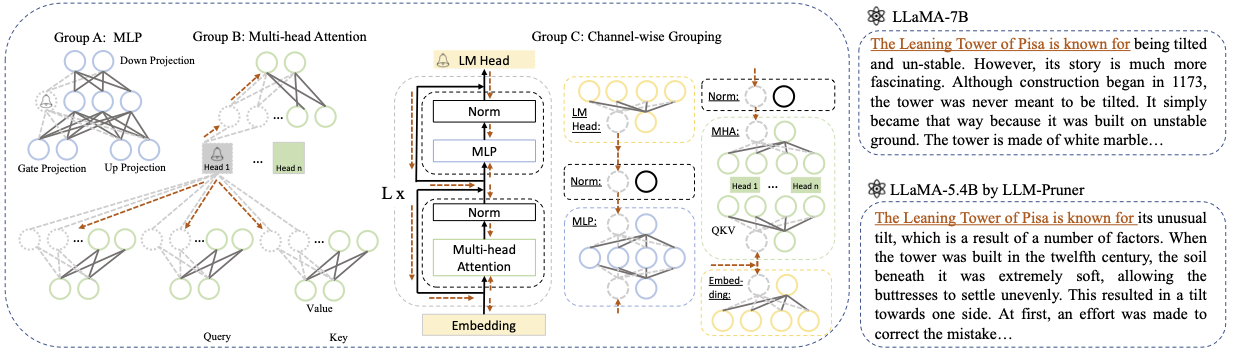 Group A: MLP
Down Projection
Gate Projection
Up Projection
Group B: Multi-head Attention
Head 1
...
Head n
...
...
...
...
Value
Query
Key
Group C: Channel-wise Grouping
LM Head
Norm
MLP
L x
Norm
Multi-head
Attention
Embedding
LM
Head:
Norm:
MLP:
Norm:
MHA:
Head 1
...
Head n
QKV
Embed-
ding:
LLaMA-7B
The Leaning Tower of Pisa is known for being tilted
and un-stable. However, its story is much more
fascinating. Although construction began in 1173,
the tower was never meant to be tilted. It simply
became that way because it was built on unstable
ground. The tower is made of white marble…
LLaMA-5.4B by LLM-Pruner
The Leaning Tower of Pisa is known for its unusual
tilt, which is a result of a number of factors. When
the tower was built in the twelfth century, the soil
beneath it was extremely soft, allowing the
buttresses to settle unevenly. This resulted in a tilt
towards one side. At first, an effort was made to
correct the mistake…